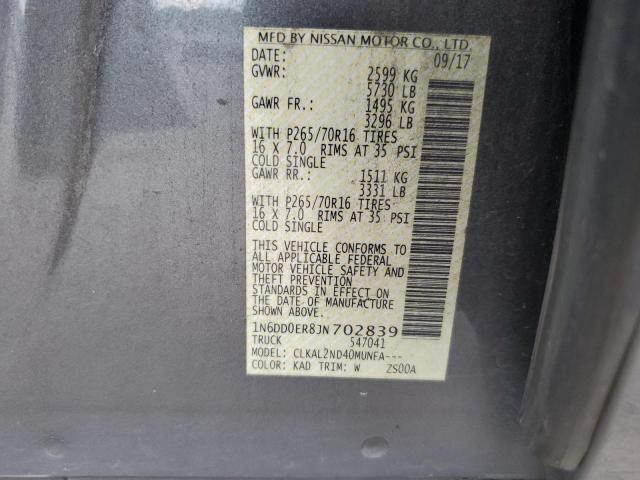 MFD BY NISSAN MOTOR CO., LTD.
DATE: 09/17
GVWR: 2599 KG
5730 LB
GAWR FR.: 1495 KG
3296 LB
WITH P265/70R16 TIRES
16 X 7.0 RIMS AT 35 PSI
COLD SINGLE
GAWR RR.: 1511 KG
3331 LB
WITH P265/70R16 TIRES
16 X 7.0 RIMS AT 35 PSI
COLD SINGLE
THIS VEHICLE CONFORMS TO
ALL APPLICABLE FEDERAL
MOTOR VEHICLE SAFETY AND
THEFT PREVENTION
STANDARDS IN EFFECT ON
THE DATE OF MANUFACTURE
SHOWN ABOVE.
1N6DD0ER8JN702839
TRUCK 547041
MODEL: CLKAL2ND40MUNFA---
COLOR: KAD TRIM: W ZS00A